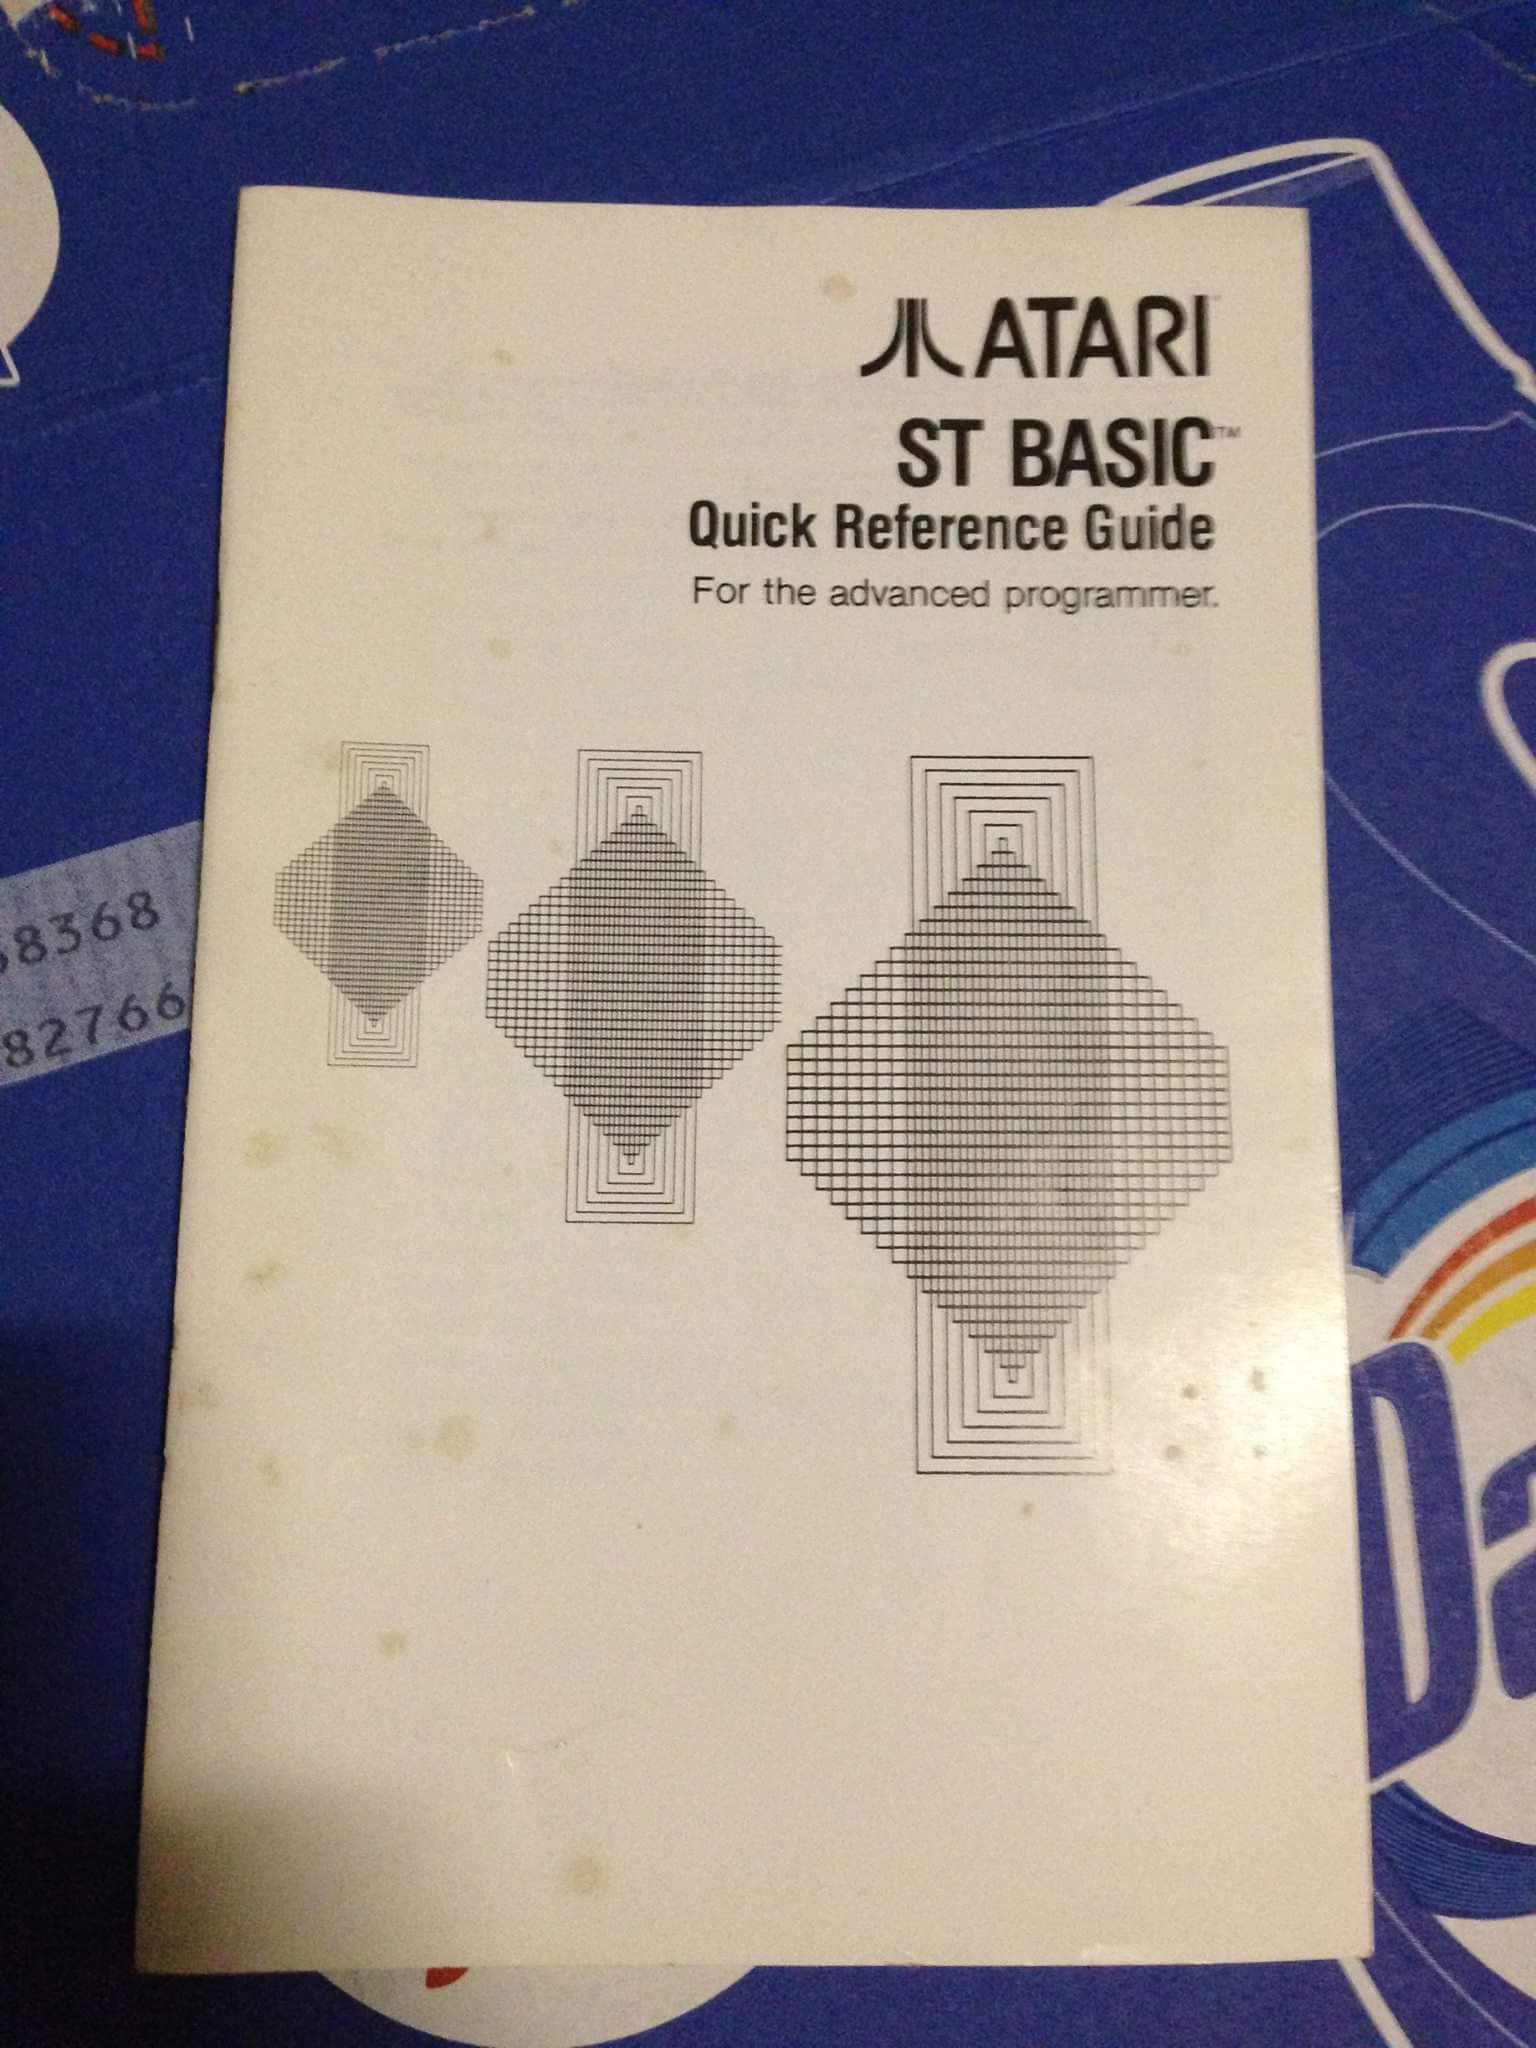 ATARI
ST BASIC™
Quick Reference Guide
For the advanced programmer.
8368
82766